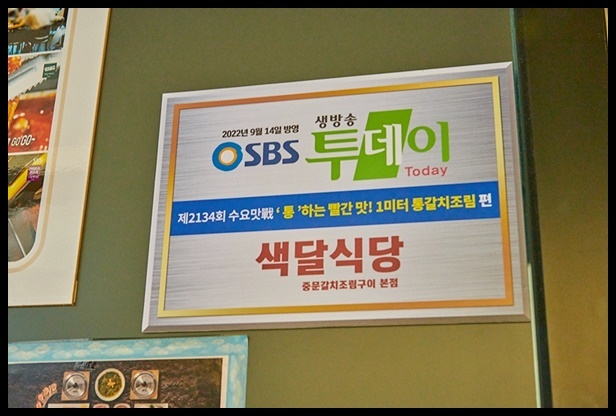 GO GO~
2022년 9월 14일 방영
생방송
SBS 투데이
Today
제2134회 수요맛戰 ‘ 통 ’하는 빨간 맛! 1미터 통갈치조림 편
색달식당
중문갈치조림구이 본점